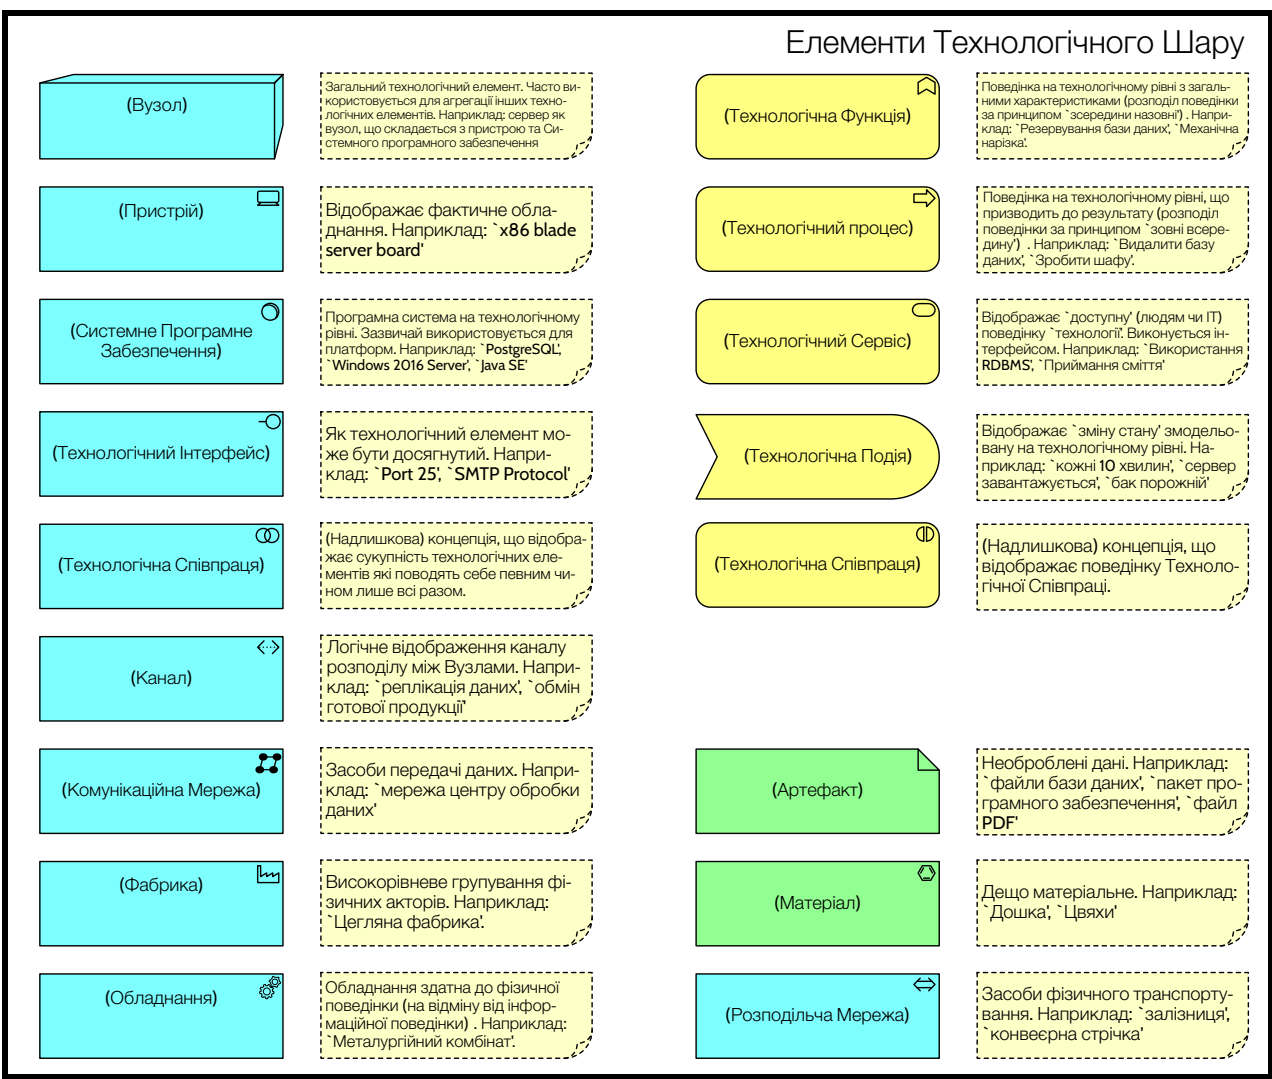 Елементи Технологічного Шару
(Вузол)
Загальний технологічний елемент. Часто ви-
користовується для агрегації інших техно-
логічних елементів. Наприклад: сервер як
вузол, що складається з пристрою та Си-
стемного програмного забезпечення
(Технологічна Функція)
Поведінка на технологічному рівні з загаль-
ними характеристиками (розподіл поведінки
за принципом `зсередини назовні') . Напри-
клад: `Резервування бази даних', `Механічна
нарізка'.
(Пристрій)
Відображає фактичне обла-
днання. Наприклад: `x86 blade
server board'
(Технологічний процес)
Поведінка на технологічному рівні, що
призводить до результату (розподіл
поведінки за принципом `зовні всере-
дину') . Наприклад: `Видалити базу
даних', `Зробити шафу'.
(Системне Програмне
Забезпечення)
Програмна система на технологічному
рівні. Зазвичай використовується для
платформ. Наприклад: `PostgreSQL',
`Windows 2016 Server', `Java SE'
(Технологічний Сервіс)
Відображає `доступну' (людям чи ІТ)
поведінку `технології'. Виконується ін-
терфейсом. Наприклад: `Використання
RDBMS', `Приймання сміття'
(Технологічний Інтерфейс)
Як технологічний елемент мо-
же бути досягнутий. Напри-
клад: `Port 25', `SMTP Protocol'
(Технологічна Подія)
Відображає `зміну стану' змодельо-
вану на технологічному рівні. На-
приклад: `кожні 10 хвилин', `сервер
завантажується', `бак порожній'
(Технологічна Співпраця)
(Надлишкова) концепція, що відобра-
жає сукупність технологічних еле-
ментів які поводять себе певним чи-
ном лише всі разом.
(Технологічна Співпраця)
(Надлишкова) концепція, що
відображає поведінку Техноло-
гічної Співпраці.
(Канал)
Логічне відображення каналу
розподілу між Вузлами. Напри-
клад: `реплікація даних', `обмін
готової продукції'
(Комунікаційна Мережа)
Засоби передачі даних. Напри-
клад: `мережа центру обробки
даних'
(Артефакт)
Необроблені дані. Наприклад:
`файли бази даних', `пакет про-
грамного забезпечення', `файл
PDF'
(Фабрика)
Високорівневе групування фі-
зичних акторів. Наприклад:
`Цегляна фабрика'.
(Матеріал)
Дещо матеріальне. Наприклад:
`Дошка', `Цвяхи'
(Обладнання)
Обладнання здатна до фізичної
поведінки (на відміну від інфор-
маційної поведінки) . Наприклад:
`Металургійний комбінат'.
(Розподільча Мережа)
Засоби фізичного транспорту-
вання. Наприклад: `залізниця',
`конвеєрна стрічка'